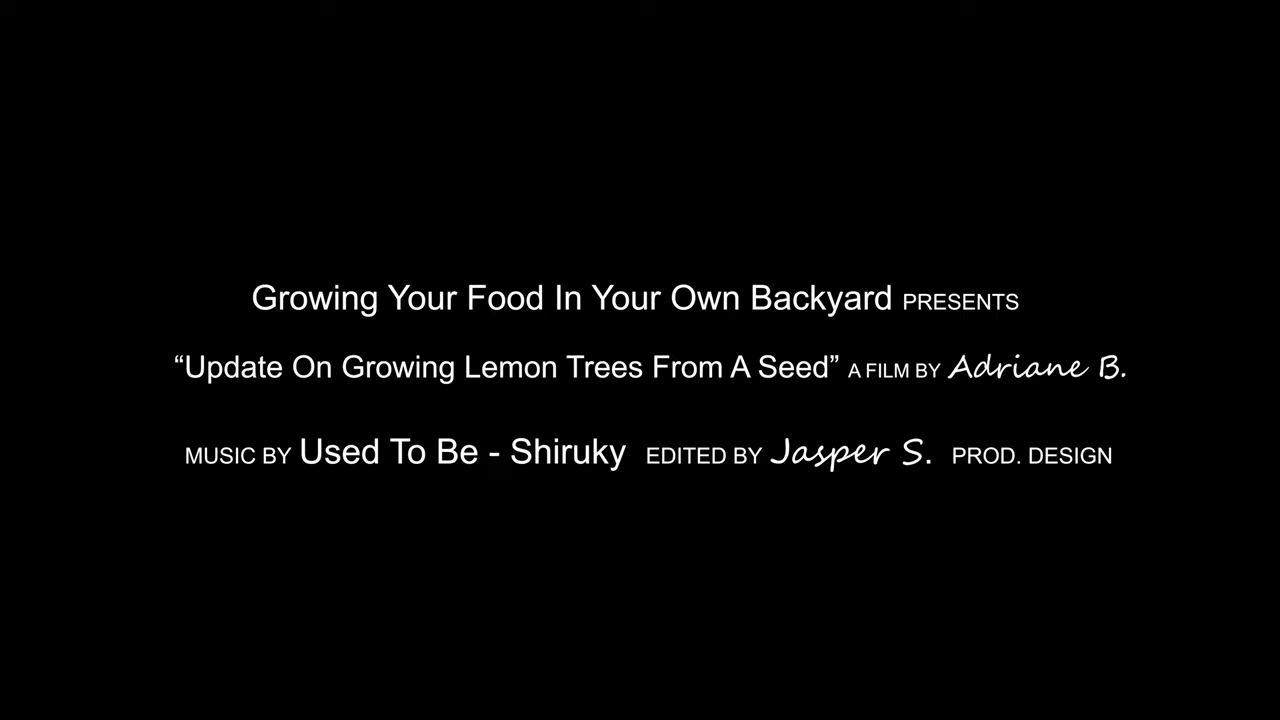 Growing Your Food In Your Own Backyard PRESENTS
“Update On Growing Lemon Trees From A Seed” A FILM BY Adriane B.
MUSIC BY Used To Be - Shiruky EDITED BY Jasper S. PROD. DESIGN